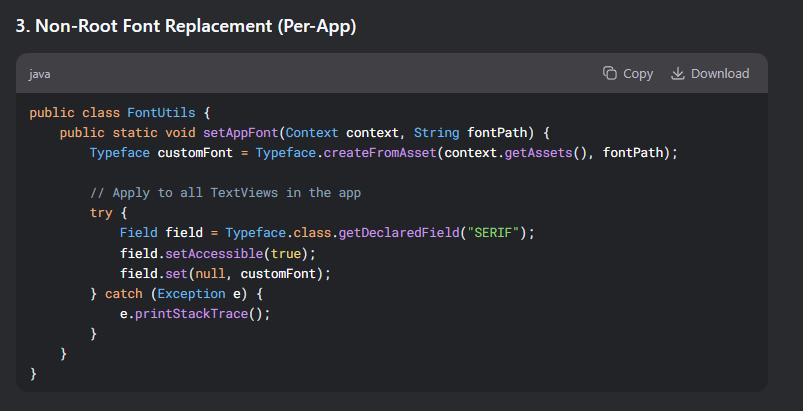 3. Non-Root Font Replacement (Per-App)
java
Copy
Download
public class FontUtils {
    public static void setAppFont(Context context, String fontPath) {
        Typeface customFont = Typeface.createFromAsset(context.getAssets(), fontPath);

        // Apply to all TextViews in the app
        try {
            Field field = Typeface.class.getDeclaredField("SERIF");
            field.setAccessible(true);
            field.set(null, customFont);
        } catch (Exception e) {
            e.printStackTrace();
        }
    }
}